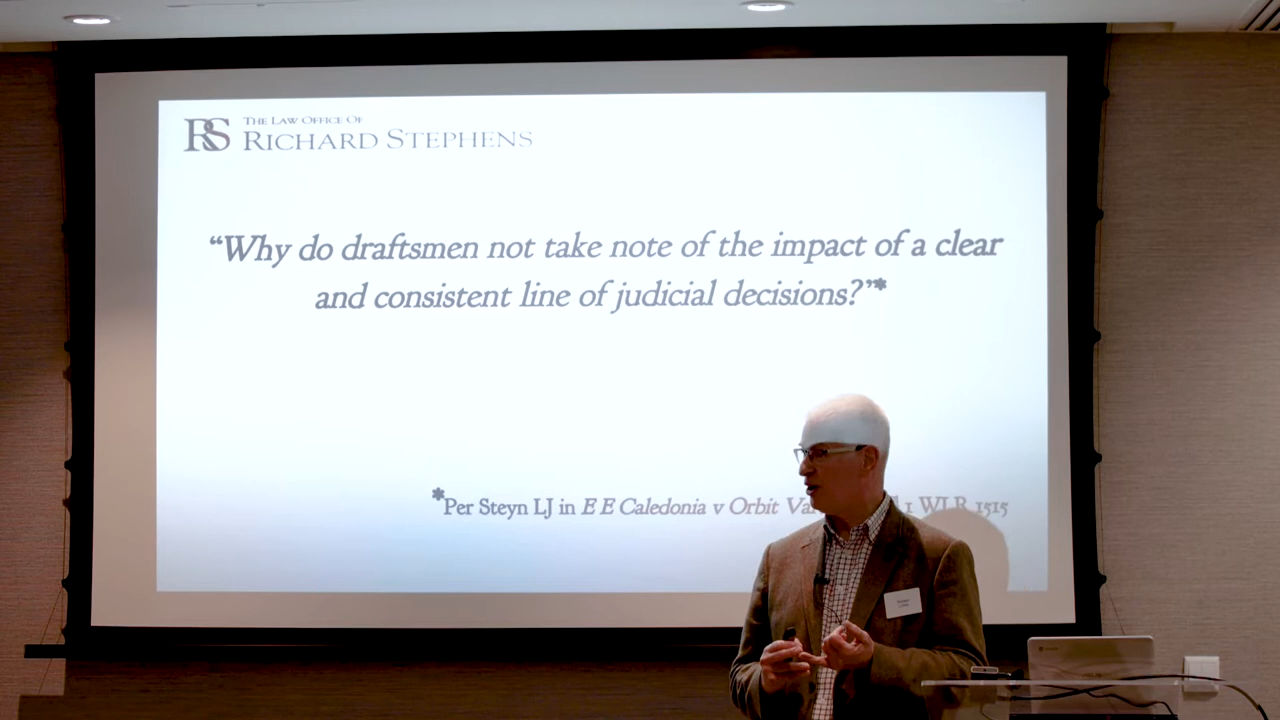 RS THE LAW OFFICE OF
RICHARD STEPHENS
“Why do draftsmen not take note of the impact of a clear
and consistent line of judicial decisions?”*
*Per Steyn LJ in E E Caledonia v Orbit 1 WLR 1515